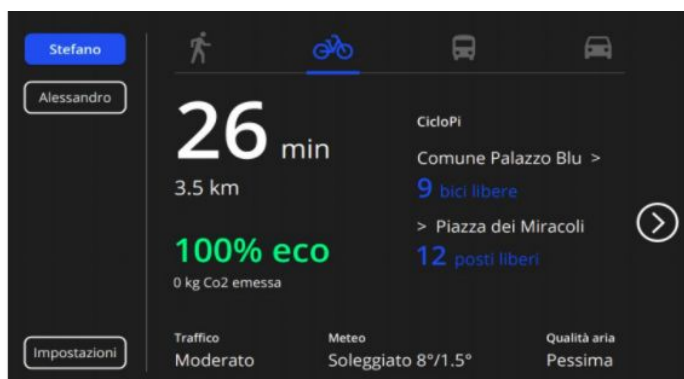 Stefano
Alessandro
Impostazioni
26 min
3.5 km
100% eco
0 kg Co2 emessa
CicloPi
Comune Palazzo Blu >
9 bici libere
> Piazza dei Miracoli
12 posti liberi
Traffico
Moderato
Meteo
Soleggiato 8°/1.5°
Qualità aria
Pessima